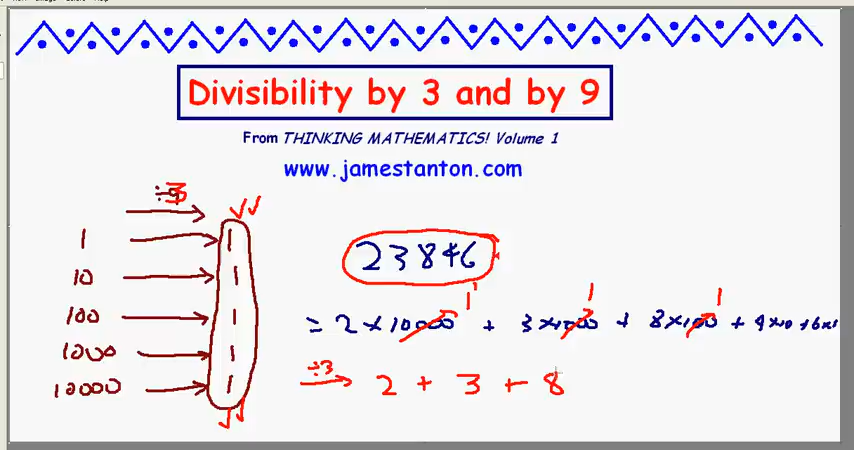 Divisibility by 3 and by 9
From THINKING MATHEMATICS! Volume 1
www.jamestanton.com
÷3
1 → 1
10 → 1
100 → 1
1000 → 1
10000 → 1
23846
1 1 1
= 2 × 10000 + 3 × 1000 + 8 × 100 + 4 × 10 + 6 × 1
÷3 → 2 + 3 + 8